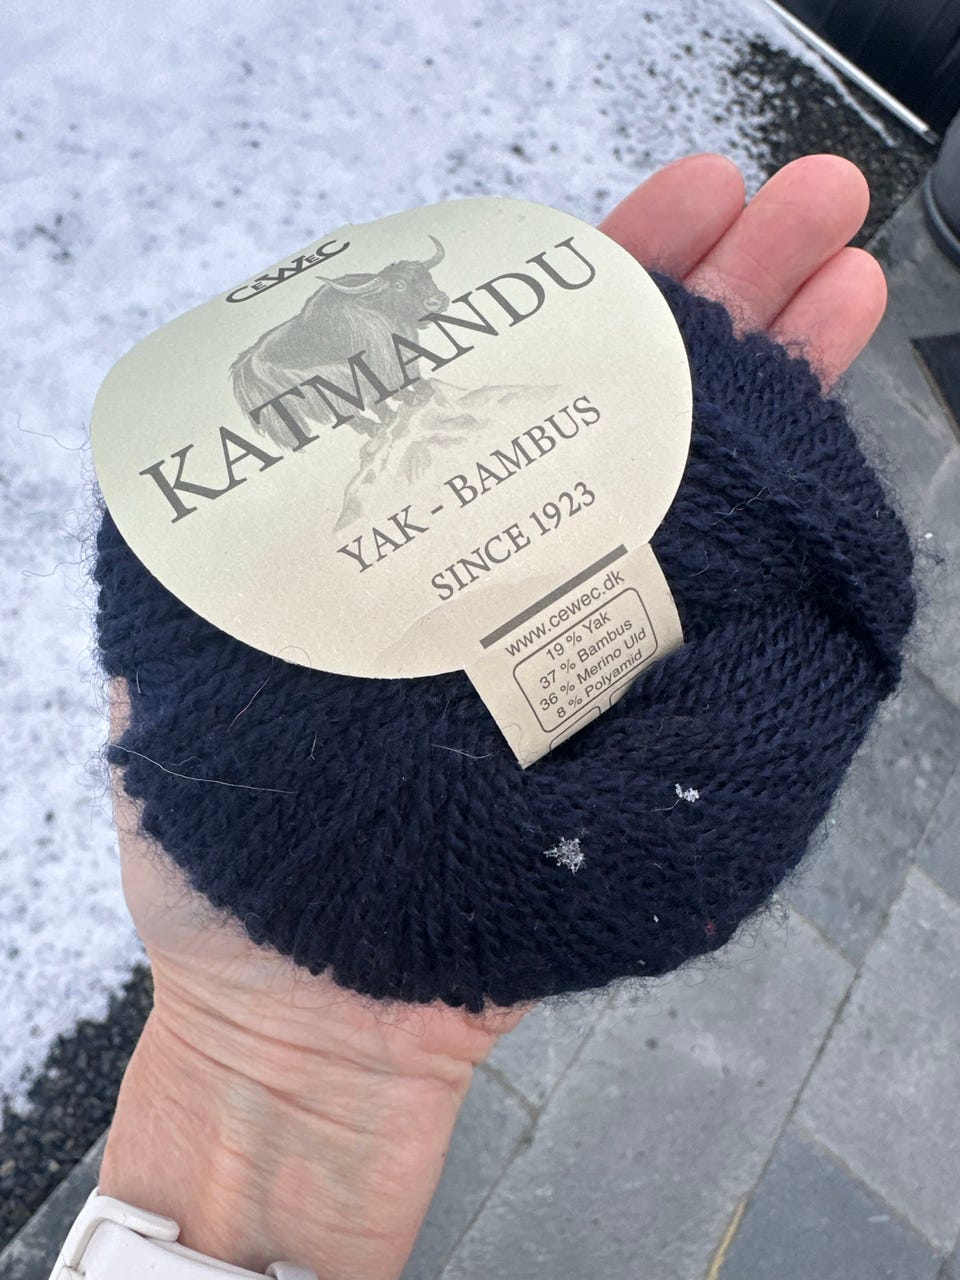 CEWEC
KATMANDU
YAK - BAMBUS
SINCE 1923
www.cewec.dk
19 % Yak
37 % Bambus
36 % Merino Uld
8 % Polyamid